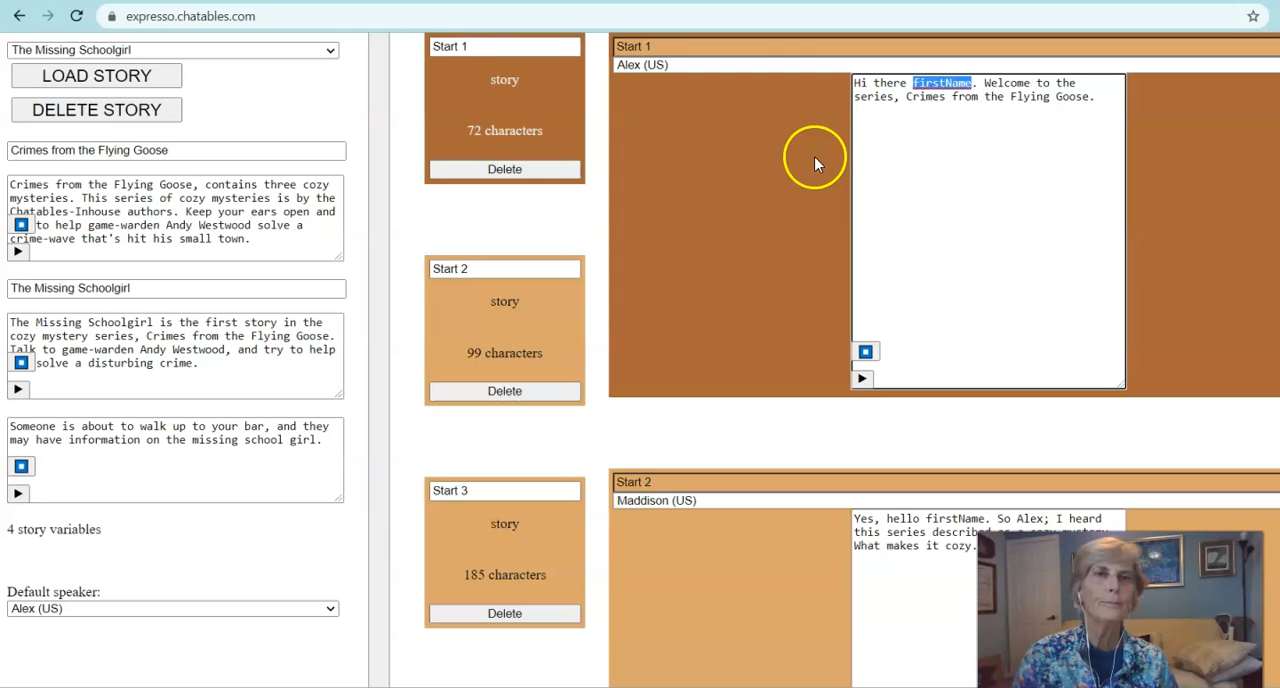 expresso.chatables.com
The Missing Schoolgirl
LOAD STORY
DELETE STORY
Crimes from the Flying Goose
Crimes from the Flying Goose, contains three cozy
mysteries. This series of cozy mysteries is by the
Chatables-Inhouse authors. Keep your ears open and
to help game-warden Andy Westwood solve a
crime-wave that's hit his small town.
The Missing Schoolgirl
The Missing Schoolgirl is the first story in the
cozy mystery series, Crimes from the Flying Goose.
Talk to game-warden Andy Westwood, and try to help
solve a disturbing crime.
Someone is about to walk up to your bar, and they
may have information on the missing school girl.
4 story variables
Default speaker:
Alex (US)
Start 1
story
72 characters
Delete
Start 2
story
99 characters
Delete
Start 3
story
185 characters
Delete
Start 1
Alex (US)
Hi there firstName. Welcome to the
series, Crimes from the Flying Goose.
Start 2
Maddison (US)
Yes, hello firstName. So Alex; I heard
this series described as a cozy mystery.
What makes it cozy.